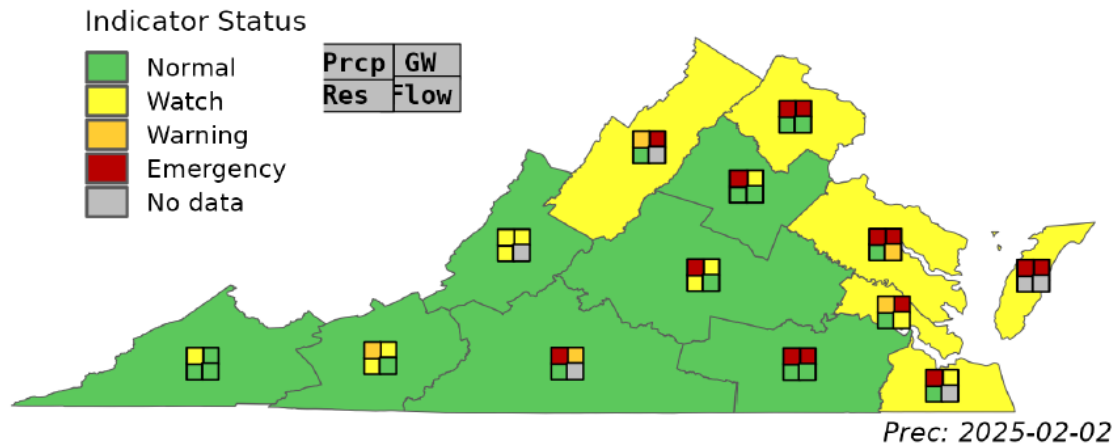 Indicator Status
Normal
Watch
Warning
Emergency
No data
Prcp GW
Res Flow
Prec: 2025-02-02